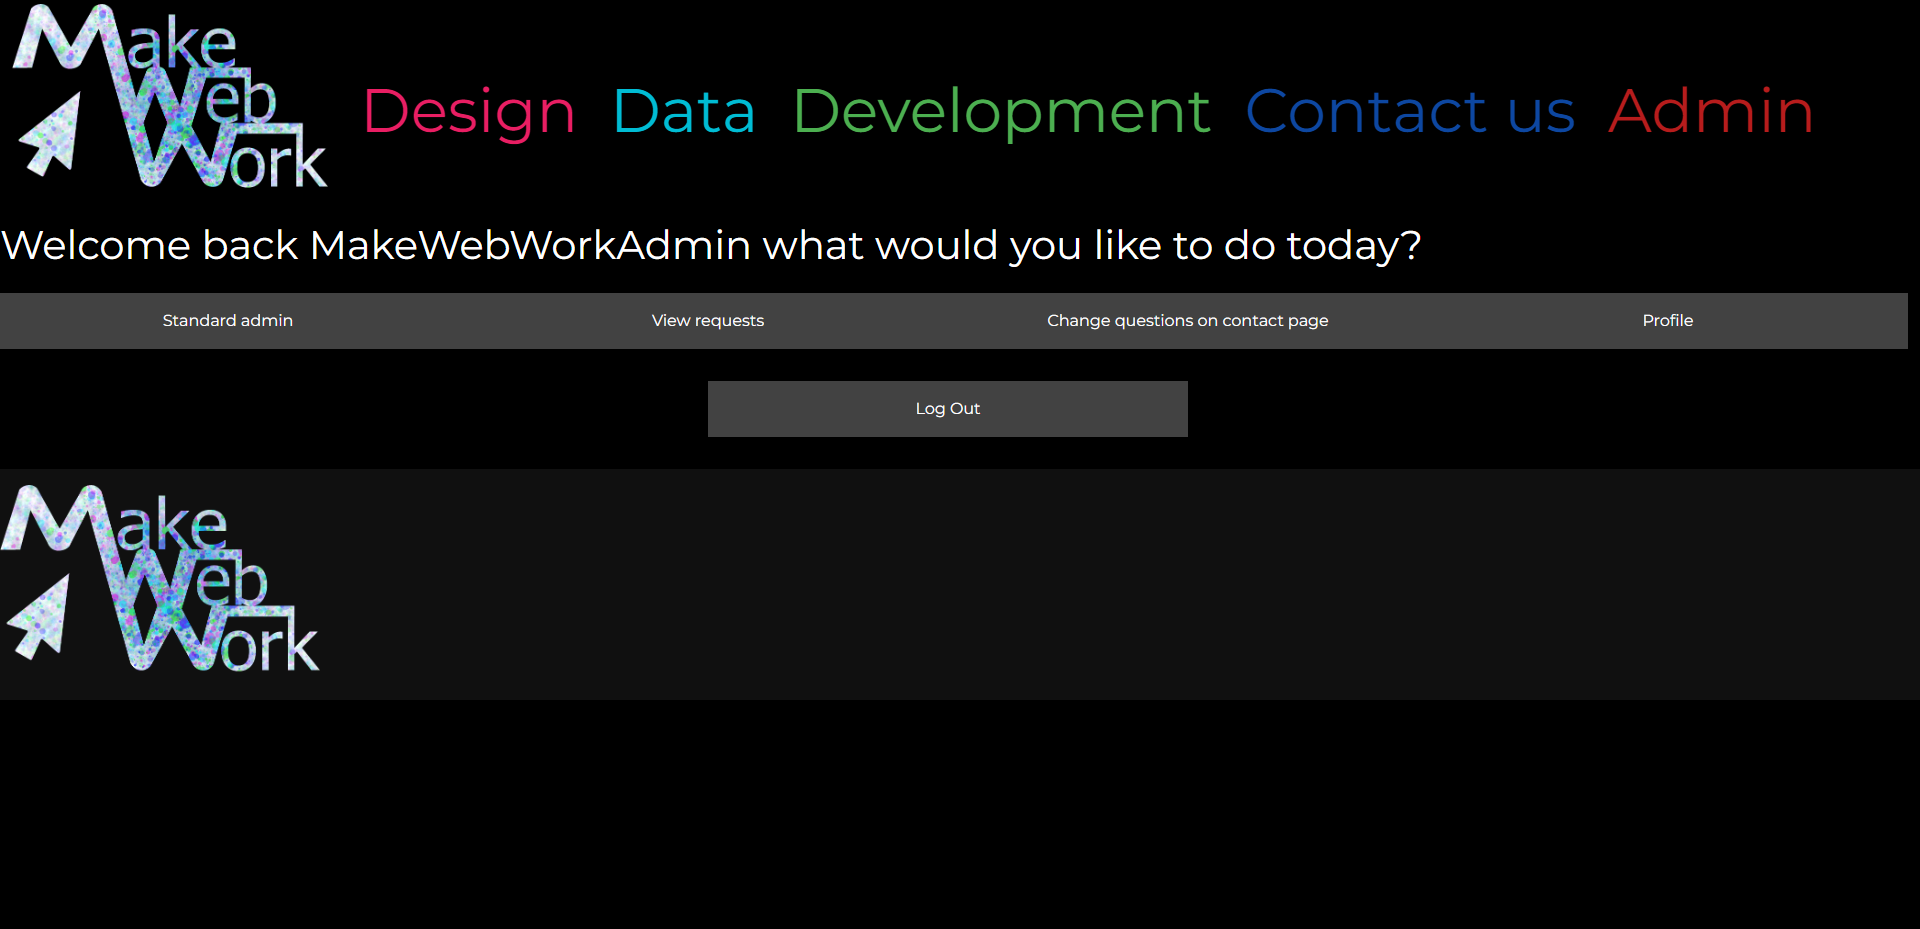 Make
Web
Work
Design Data Development Contact us Admin
Welcome back MakeWebWorkAdmin what would you like to do today?
Standard admin View requests Change questions on contact page Profile
Log Out
Make
Web
Work